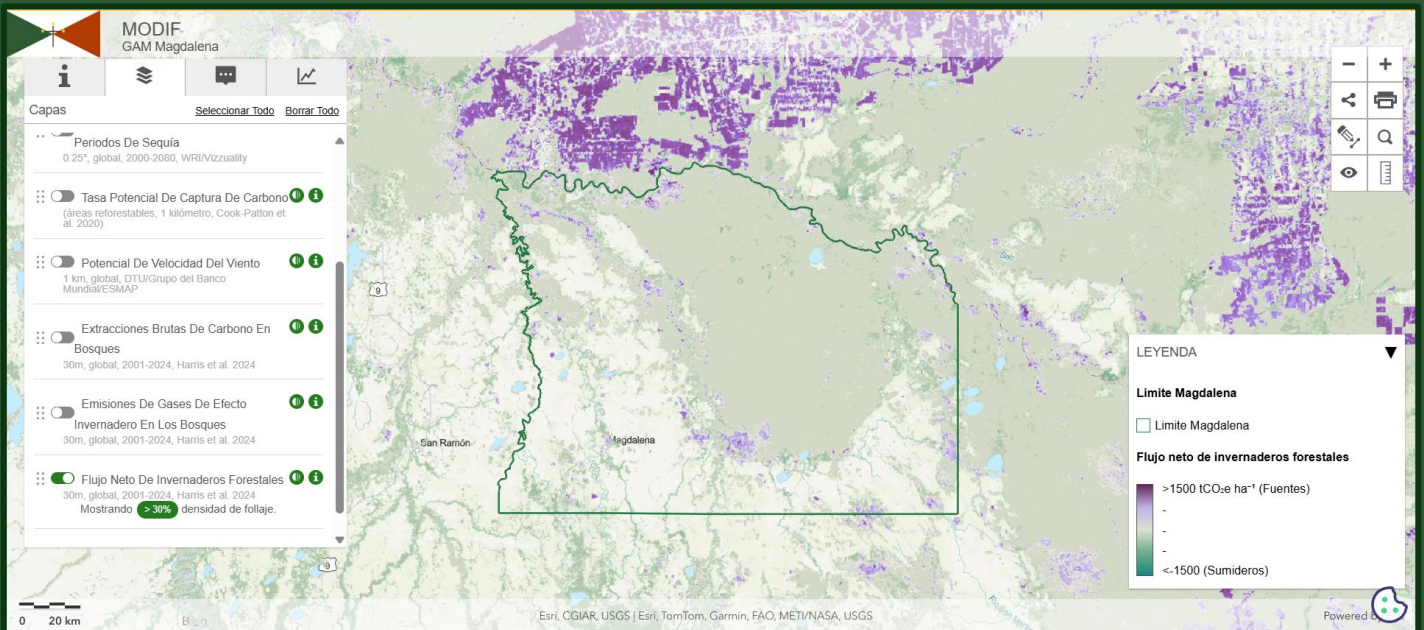 MODIF
GAM Magdalena
Capas
Seleccionar Todo
Borrar Todo
Periodos De Sequía
0.25°, global, 2000-2080, WRI/Vizzuality
Tasa Potencial De Captura De Carbono
(áreas reforestables, 1 kilómetro, Cook-Patton et
al. 2020)
Potencial De Velocidad Del Viento
1 km, global, DTU/Grupo del Banco
Mundial/ESMAP
Extracciones Brutas De Carbono En
Bosques
30m, global, 2001-2024, Harris et al. 2024
Emisiones De Gases De Efecto
Invernadero En Los Bosques
30m, global, 2001-2024, Harris et al. 2024
Flujo Neto De Invernaderos Forestales
30m, global, 2001-2024, Harris et al. 2024
Mostrando > 30% densidad de follaje.
9
San Ramón
Magdalena
9
LEYENDA
Limite Magdalena
Limite Magdalena
Flujo neto de invernaderos forestales
>1500 tCO₂e ha⁻¹ (Fuentes)
-
-
-
<-1500 (Sumideros)
0 20 km
Esri, CGIAR, USGS | Esri, TomTom, Garmin, FAO, METI/NASA, USGS
Powered